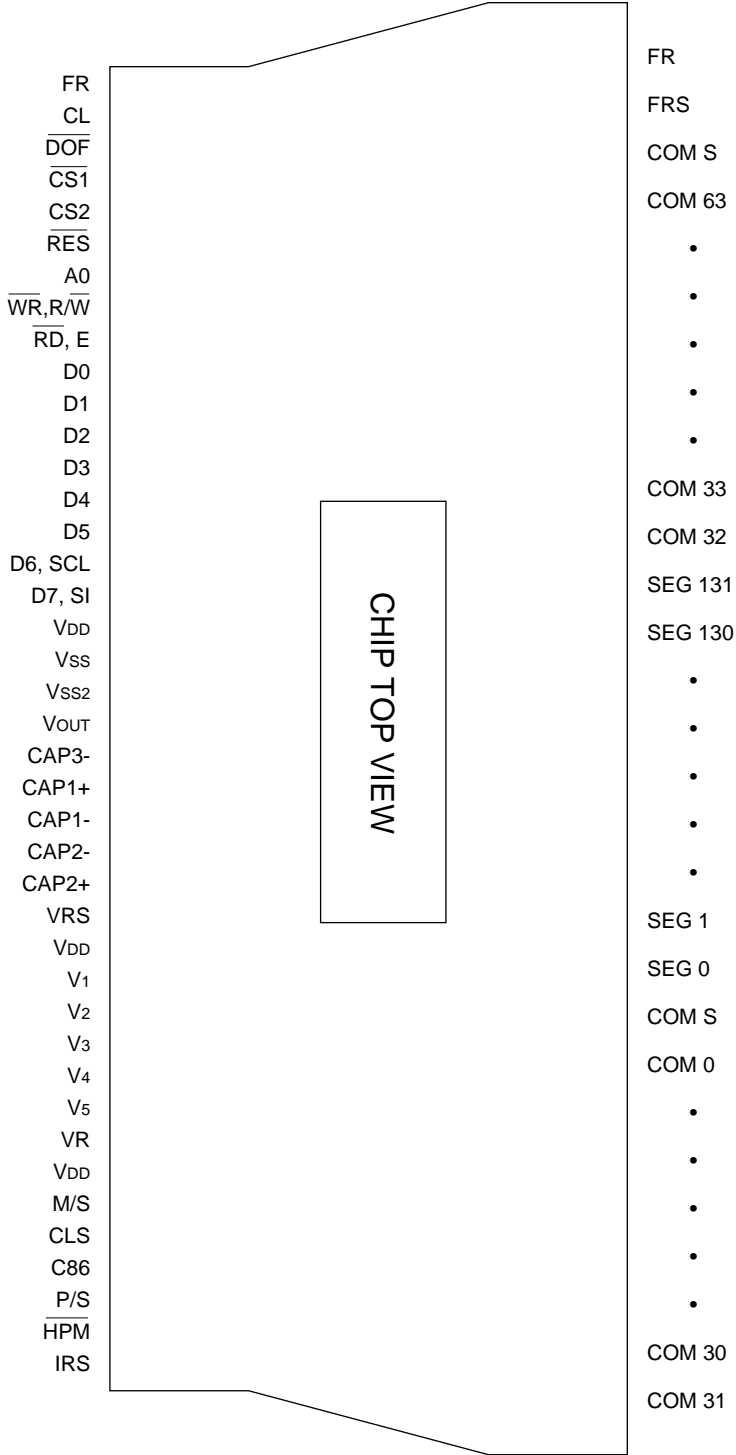 FR
CL
DOF
CS1
CS2
RES
A0
WR,R/W
RD, E
D0
D1
D2
D3
D4
D5
D6, SCL
D7, SI
VDD
VSS
VSS2
VOUT
CAP3-
CAP1+
CAP1-
CAP2-
CAP2+
VRS
VDD
V1
V2
V3
V4
V5
VR
VDD
M/S
CLS
C86
P/S
HPM
IRS
CHIP TOP VIEW
FR
FRS
COM S
COM 63
•
•
•
•
•
COM 33
COM 32
SEG 131
SEG 130
•
•
•
•
•
SEG 1
SEG 0
COM S
COM 0
•
•
•
•
•
COM 30
COM 31